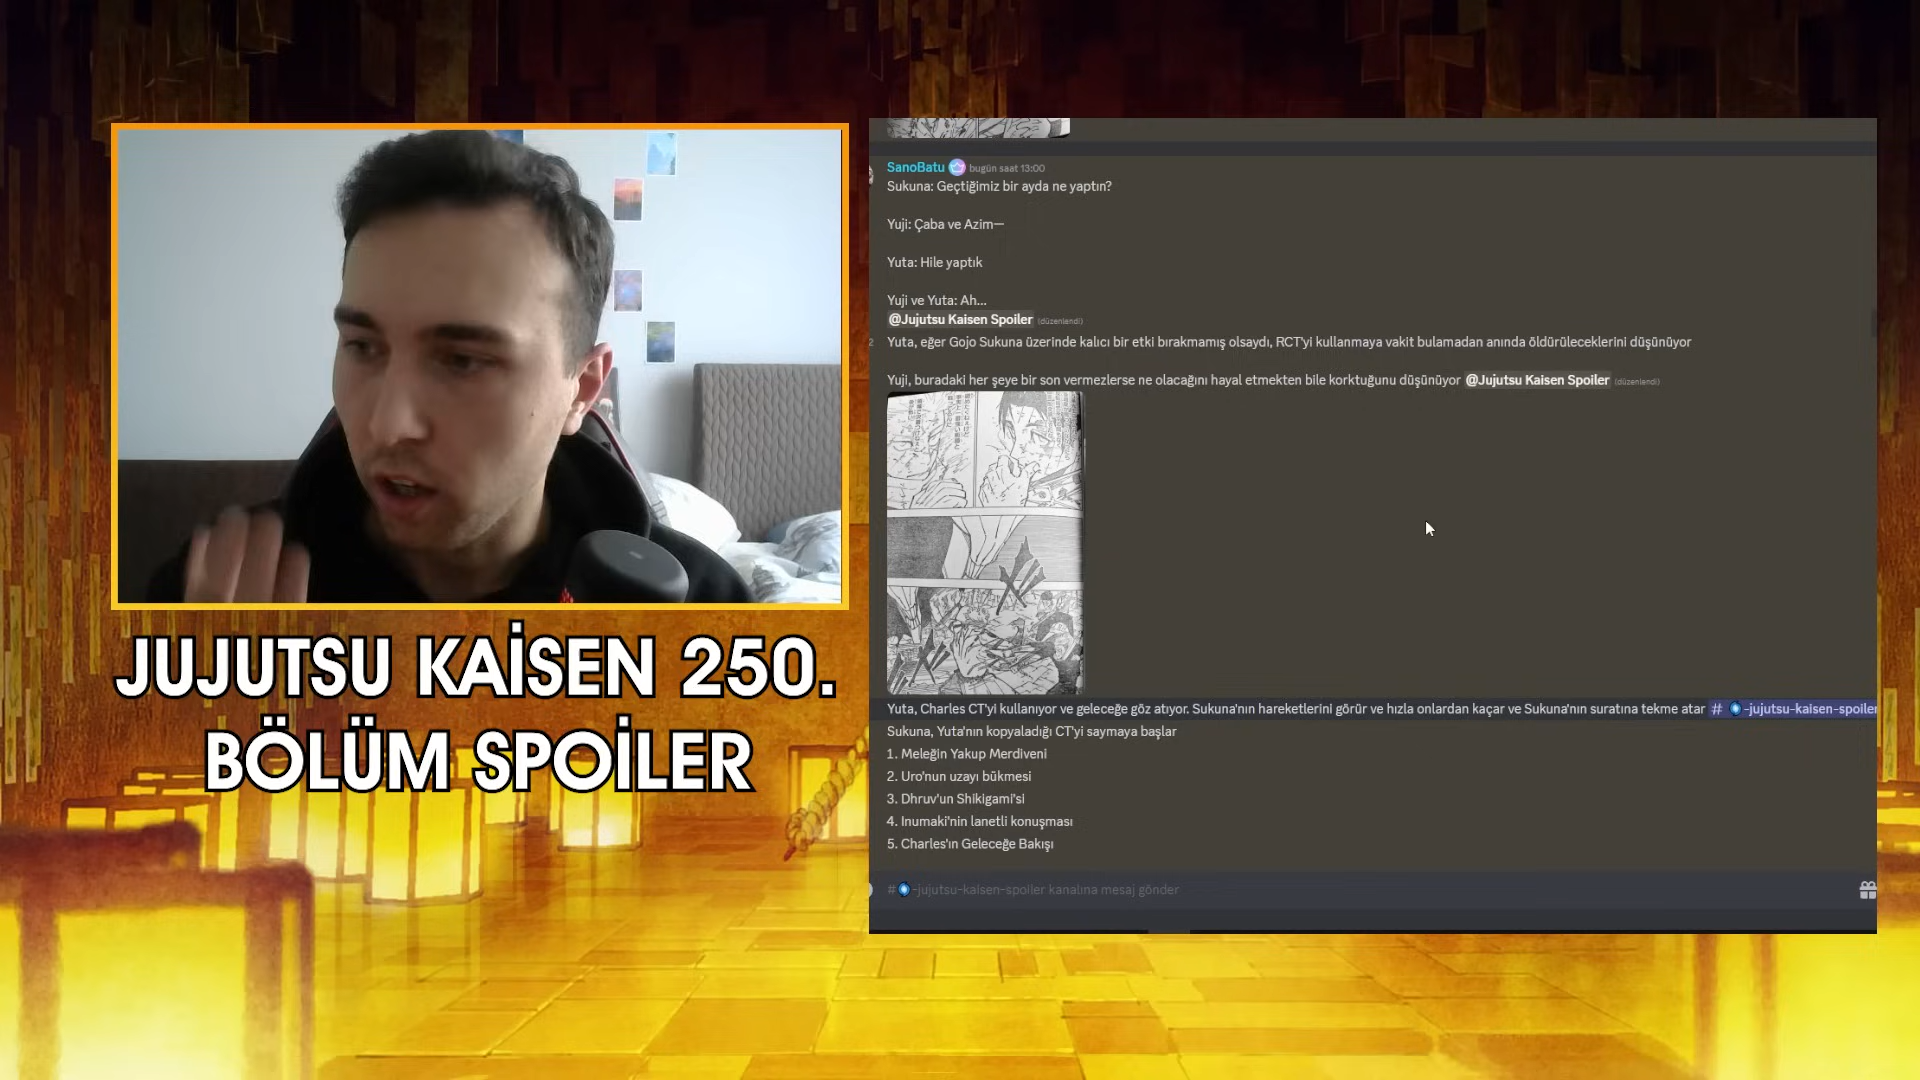 SanoBatu bugün saat 13:00
Sukuna: Geçtiğimiz bir ayda ne yaptın?
Yuji: Çaba ve Azim—
Yuta: Hile yaptık
Yuji ve Yuta: Ah...
@Jujutsu Kaisen Spoiler (düzenlendi)
Yuta, eğer Gojo Sukuna üzerinde kalıcı bir etki bırakmamış olsaydı, RCT'yi kullanmaya vakit bulamadan anında öldürüleceklerini düşünüyor
Yuji, buradaki her şeye bir son vermezlerse ne olacağını hayal etmekten bile korktuğunu düşünüyor @Jujutsu Kaisen Spoiler (düzenlendi)
Yuta, Charles CT'yi kullanıyor ve geleceğe göz atıyor. Sukuna'nın hareketlerini görür ve hızla onlardan kaçar ve Sukuna'nın suratına tekme atar # -jujutsu-kaisen-spoiler
Sukuna, Yuta'nın kopyaladığı CT'yi saymaya başlar
1. Meleğin Yakup Merdiveni
2. Uro'nun uzayı bükmesi
3. Dhruv'un Shikigami'si
4. Inumaki'nin lanetli konuşması
5. Charles'ın Geleceğe Bakışı
# -jujutsu-kaisen-spoiler kanalına mesaj gönder
JUJUTSU KAİSEN 250.
BÖLÜM SPOİLER